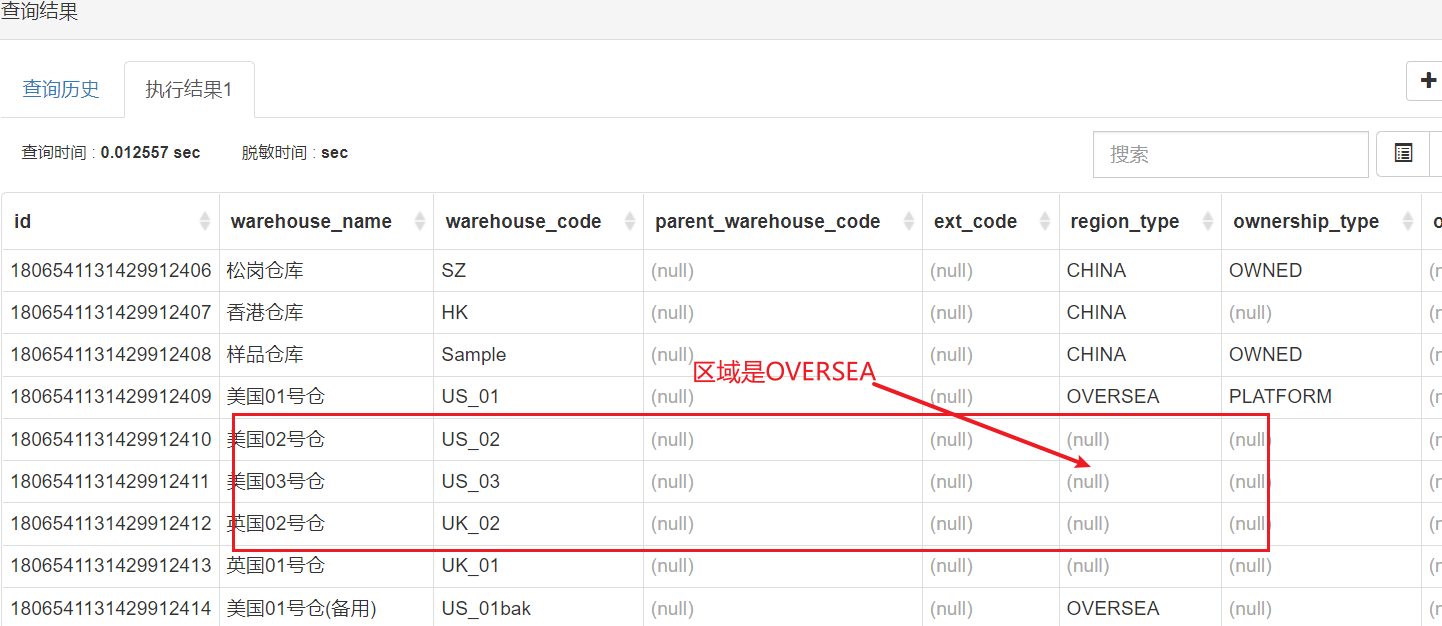 查询结果
查询历史 执行结果1
查询时间 : 0.012557 sec 脱敏时间 : sec 搜索
id warehouse_name warehouse_code parent_warehouse_code ext_code region_type ownership_type o
1806541131429912406 松岗仓库 SZ (null) (null) CHINA OWNED (n
1806541131429912407 香港仓库 HK (null) (null) CHINA (null) (n
1806541131429912408 样品仓库 Sample (null) (null) CHINA OWNED (n
区域是OVERSEA
1806541131429912409 美国01号仓 US_01 (null) (null) OVERSEA PLATFORM (n
1806541131429912410 美国02号仓 US_02 (null) (null) (null) (null) (n
1806541131429912411 美国03号仓 US_03 (null) (null) (null) (null) (n
1806541131429912412 英国02号仓 UK_02 (null) (null) (null) (null) (n
1806541131429912413 英国01号仓 UK_01 (null) (null) (null) (null) (n
1806541131429912414 美国01号仓(备用) US_01bak (null) (null) OVERSEA (null) (n